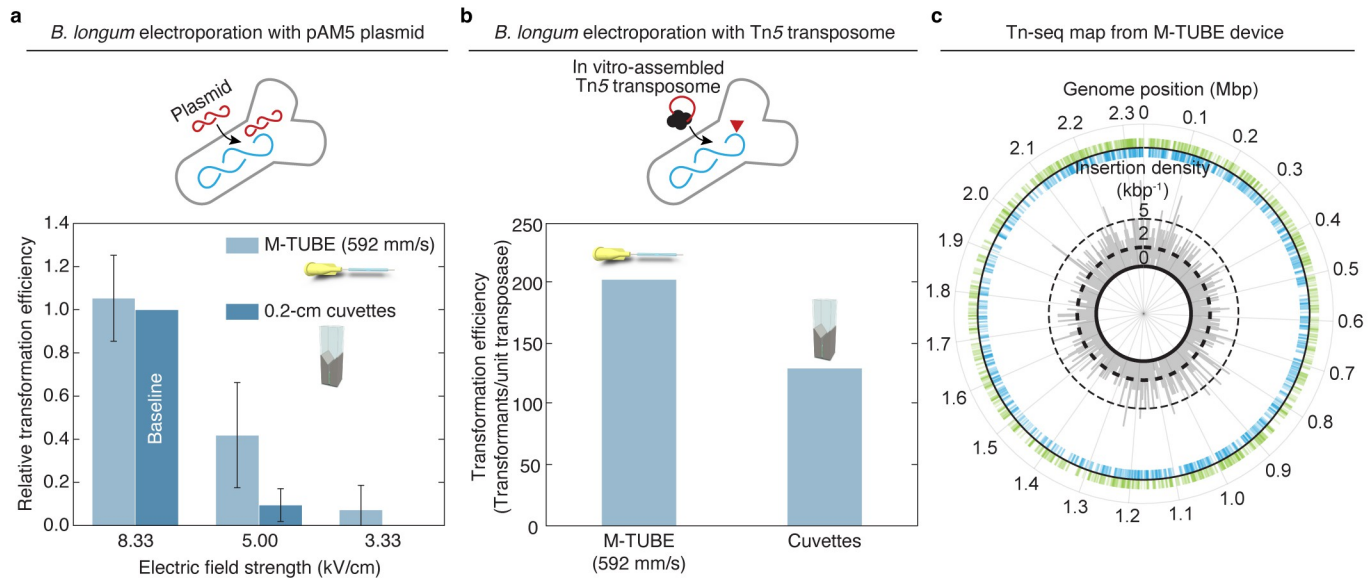 a
B. longum electroporation with pAM5 plasmid
Plasmid
Relative transformation efficiency
1.4
1.2
1.0
0.8
0.6
0.4
0.2
0.0
M-TUBE (592 mm/s)
0.2-cm cuvettes
Baseline
8.33
5.00
3.33
Electric field strength (kV/cm)
b
B. longum electroporation with Tn5 transposome
In vitro-assembled
Tn5 transposome
Transformation efficiency
(Transformants/unit transposase)
250
200
150
100
50
0
M-TUBE
(592 mm/s)
Cuvettes
c
Tn-seq map from M-TUBE device
Genome position (Mbp)
0
0.1
0.2
0.3
0.4
0.5
0.6
0.7
0.8
0.9
1.0
1.1
1.2
1.3
1.4
1.5
1.6
1.7
1.8
1.9
2.0
2.1
2.2
2.3
Insertion density
(kbp⁻¹)
5
2
0